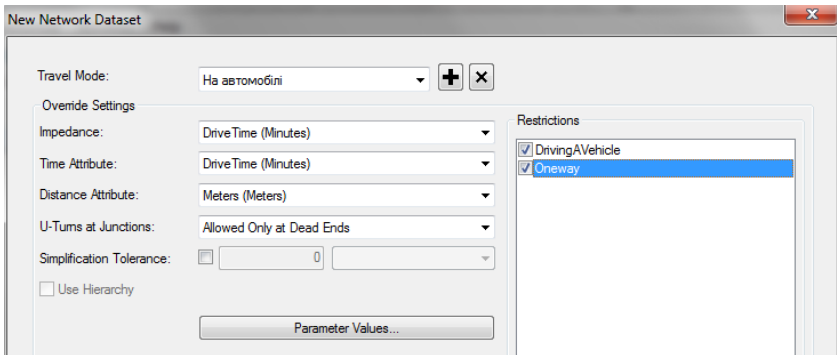 New Network Dataset
Travel Mode:
На автомобілі
Override Settings
Impedance:
DriveTime (Minutes)
Time Attribute:
DriveTime (Minutes)
Distance Attribute:
Meters (Meters)
U-Turns at Junctions:
Allowed Only at Dead Ends
Simplification Tolerance:
0
Use Hierarchy
Parameter Values...
Restrictions
DrivingAVehicle
Oneway